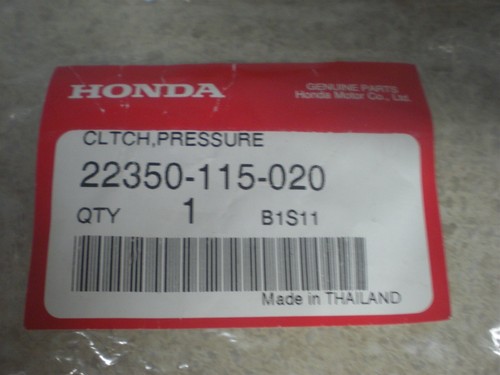 HONDA
GENUINE PARTS
Honda Motor Co., Ltd.
CLTCH,PRESSURE
22350-115-020
QTY 1 B1S11
Made in THAILAND